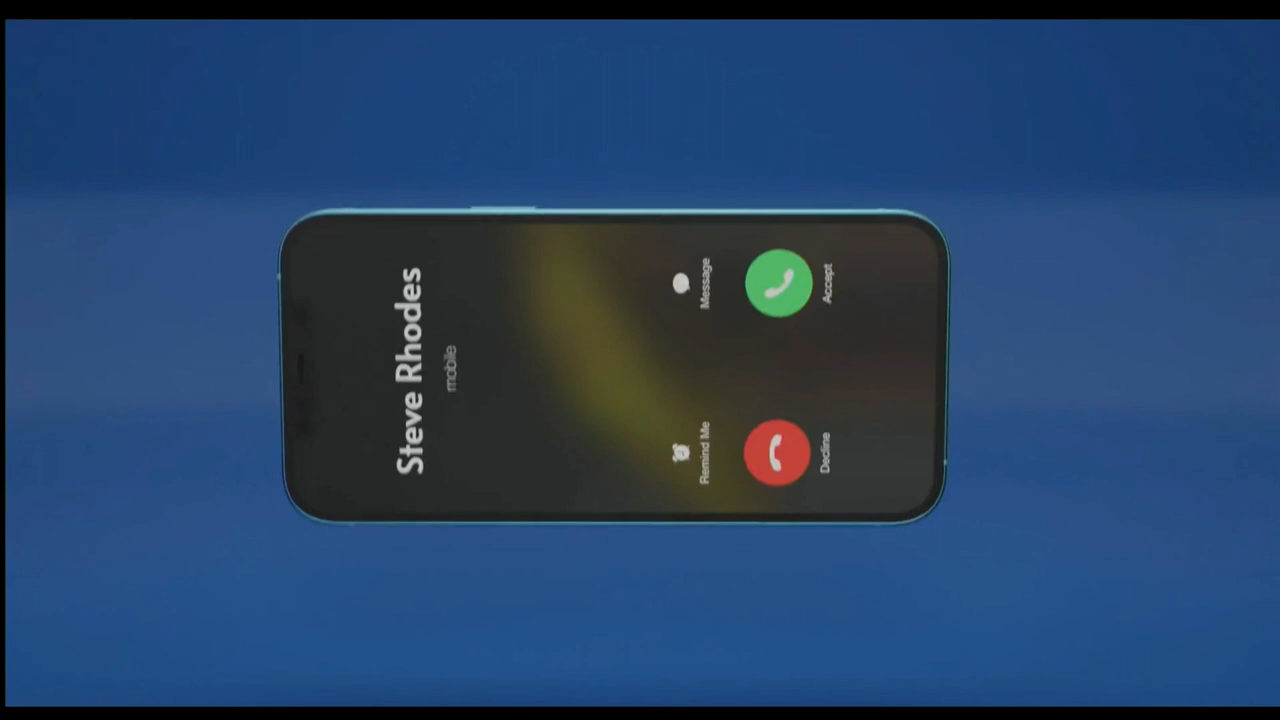 Steve Rhodes
mobile
Remind Me
Message
Decline
Accept